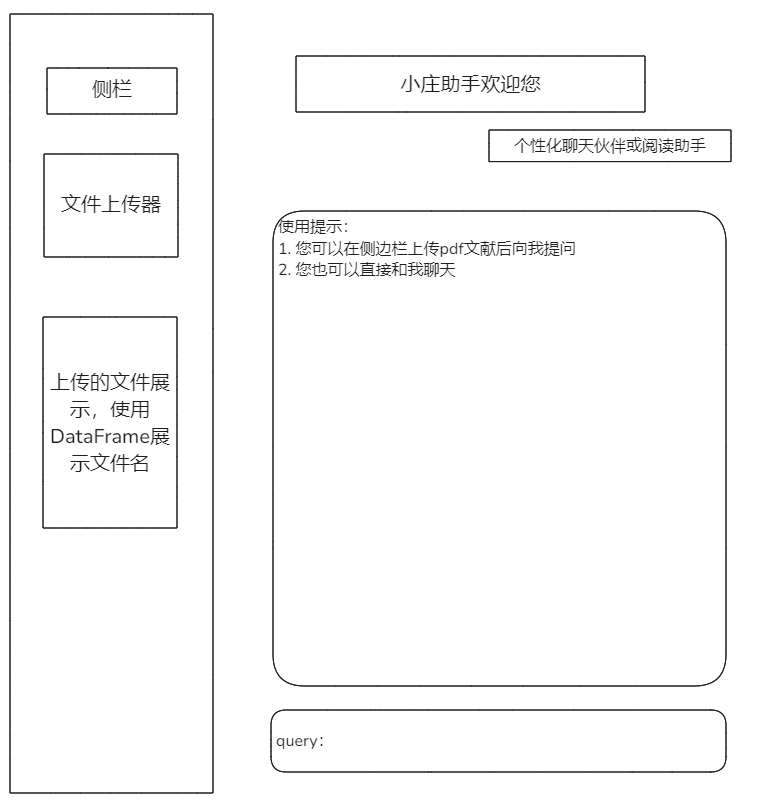 侧栏
文件上传器
上传的文件展
示，使用
DataFrame展
示文件名
小庄助手欢迎您
个性化聊天伙伴或阅读助手
使用提示：
1. 您可以在侧边栏上传pdf文献后向我提问
2. 您也可以直接和我聊天
query：